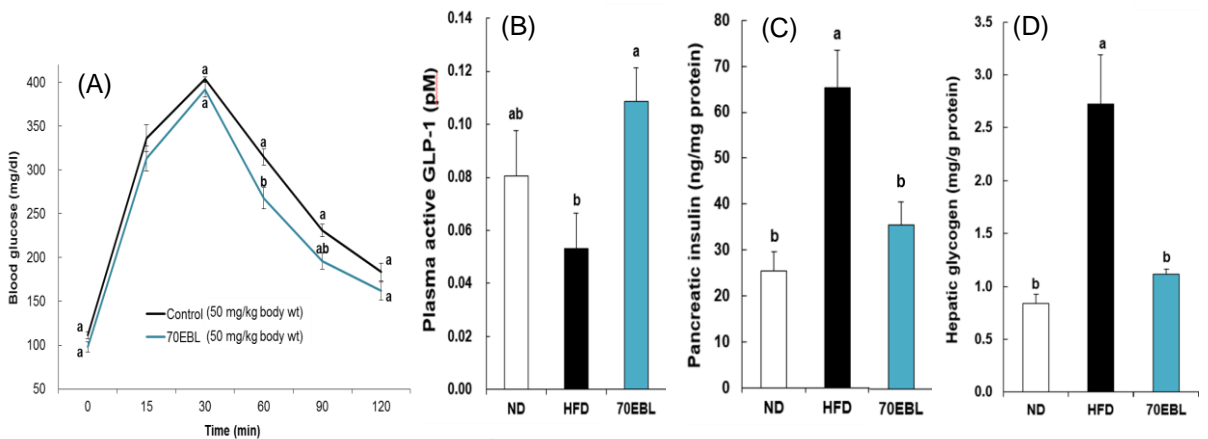 (A)
Blood glucose (mg/dl)
400
350
300
250
200
150
100
50
0
15
30
60
90
120
Time (min)
a
a
a
a
a
b
a
ab
a
a
Control (50 mg/kg body wt)
70EBL (50 mg/kg body wt)
(B)
Plasma active GLP-1 (pM)
0.14
0.12
0.10
0.08
0.06
0.04
0.02
0.00
ab
b
a
ND
HFD
70EBL
(C)
Pancreatic insulin (ng/mg protein)
80
70
60
50
40
30
20
10
0
b
a
b
ND
HFD
70EBL
(D)
Hepatic glycogen (mg/g protein)
3.5
3.0
2.5
2.0
1.5
1.0
0.5
0.0
b
a
b
ND
HFD
70EBL